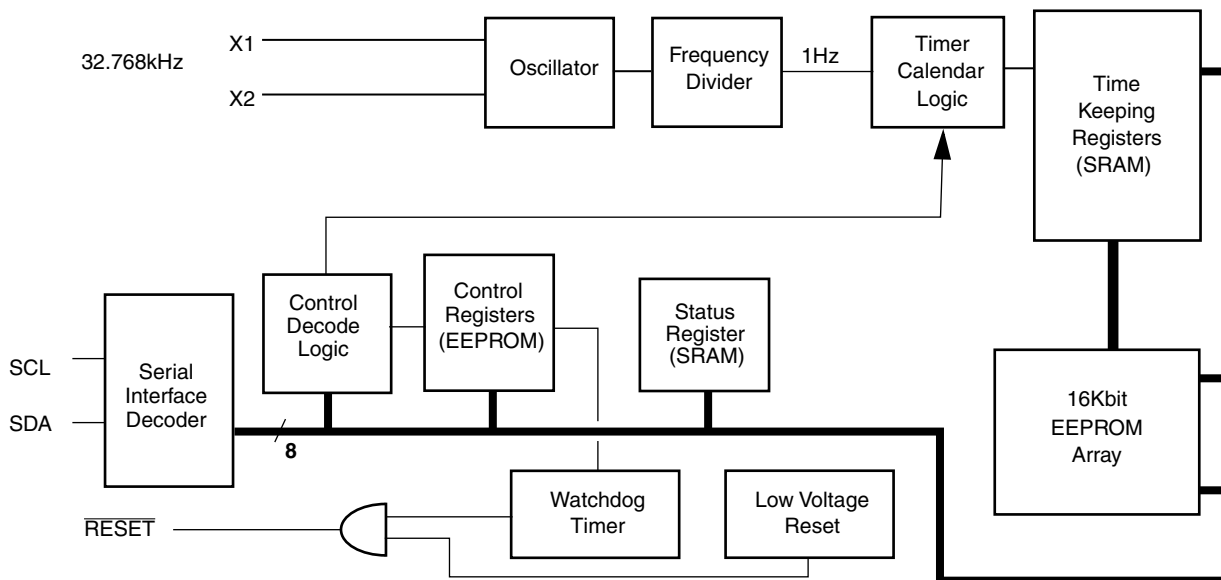 32.768kHz
X1
X2
Oscillator
Frequency
Divider
1Hz
Timer
Calendar
Logic
Time
Keeping
Registers
(SRAM)
Control
Decode
Logic
Control
Registers
(EEPROM)
Status
Register
(SRAM)
SCL
SDA
Serial
Interface
Decoder
8
16Kbit
EEPROM
Array
RESET
Watchdog
Timer
Low Voltage
Reset